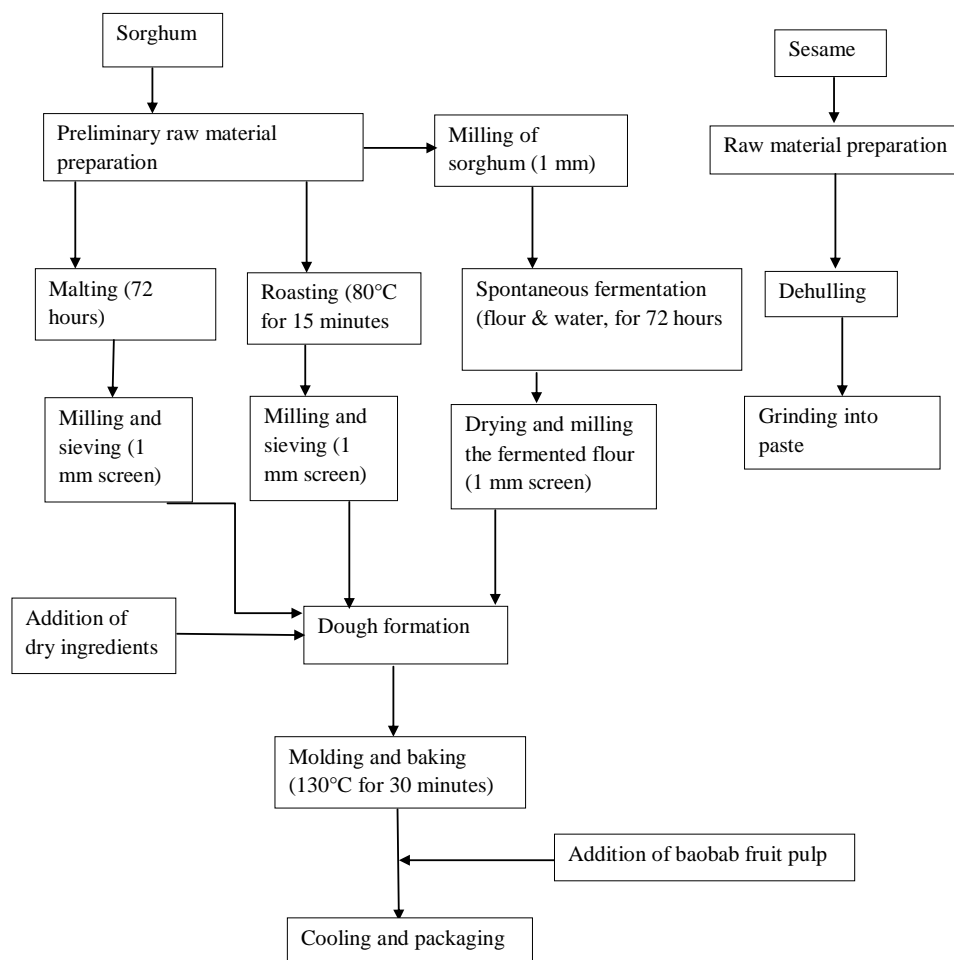 Sorghum
Sesame
Preliminary raw material
preparation
Milling of
sorghum (1 mm)
Raw material preparation
Malting (72
hours)
Roasting (80°C
for 15 minutes
Spontaneous fermentation
(flour & water, for 72 hours
Dehulling
Milling and
sieving (1
mm screen)
Milling and
sieving (1
mm screen)
Drying and milling
the fermented flour
(1 mm screen)
Grinding into
paste
Addition of
dry ingredients
Dough formation
Molding and baking
(130°C for 30 minutes)
Addition of baobab fruit pulp
Cooling and packaging